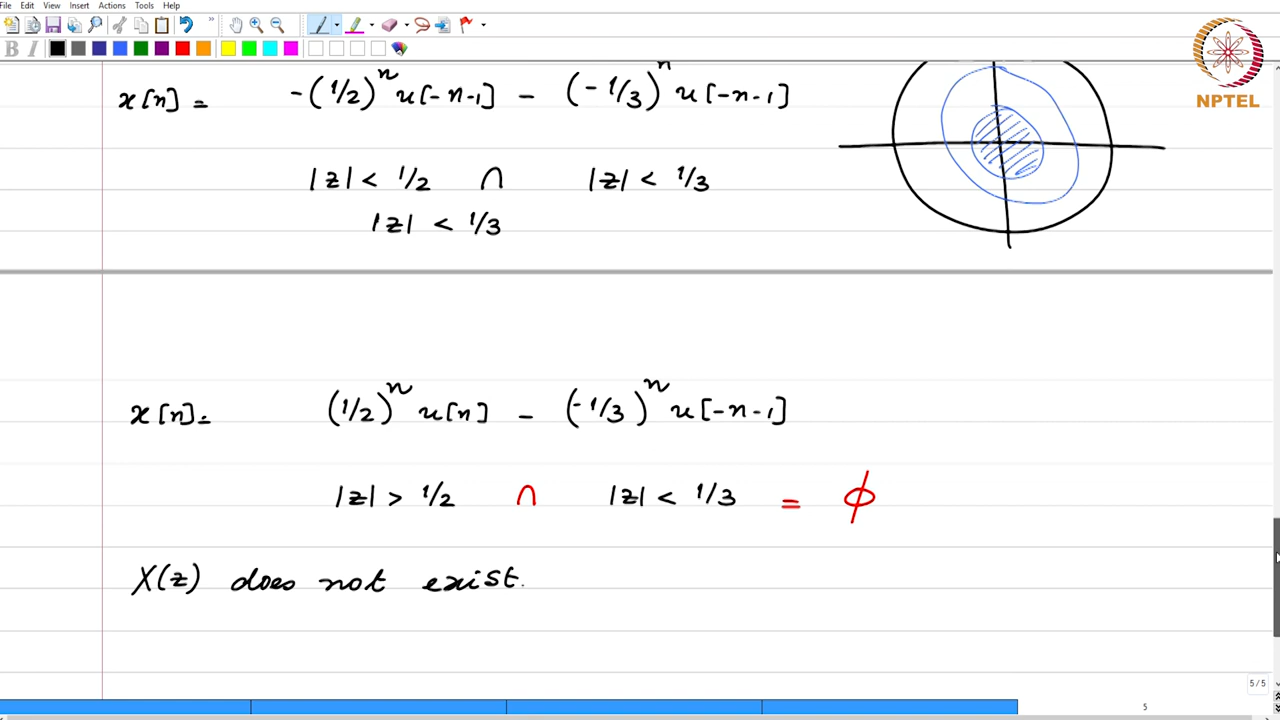 File Edit View Insert Actions Tools Help
B I
NPTEL
x[n] = -(1/2)^n u[-n-1] - (-1/3)^n u[-n-1]
|z| < 1/2 ∩ |z| < 1/3
|z| < 1/3
x[n] = (1/2)^n u[n] - (-1/3)^n u[-n-1]
|z| > 1/2 ∩ |z| < 1/3 = ϕ
X(z) does not exist.
5/5
5